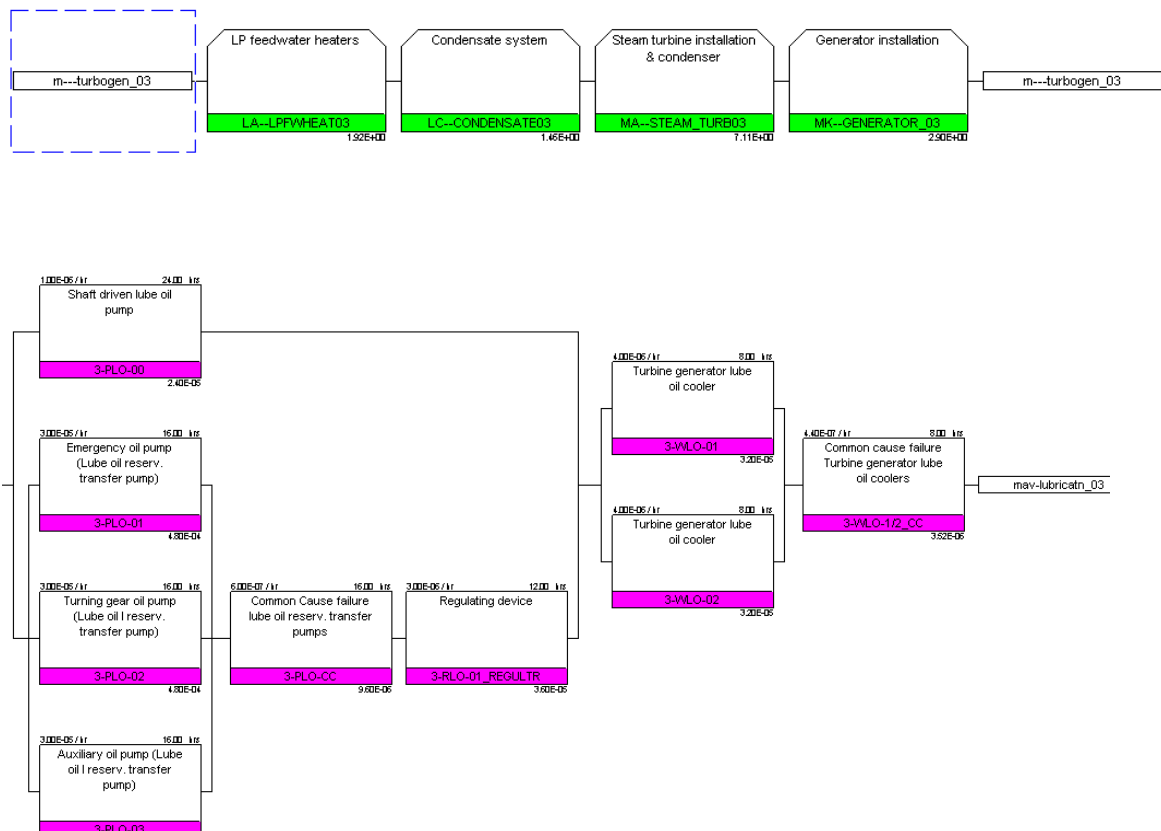 LP feedwater heaters
Condensate system
Steam turbine installation
& condenser
Generator installation
m---turbogen_03
m---turbogen_03
LA--LPFWHEAT03
LC--CONDENSATE03
MA--STEAM_TURB03
MK--GENERATOR_03
1.92E+00
1.46E+00
7.11E+00
2.90E+00
1.00E-06 / hr 24.00 hrs
Shaft driven lube oil
pump
3-PLO-00
2.40E-05
3.00E-05 / hr 16.00 hrs
Emergency oil pump
(Lube oil reserv.
transfer pump)
3-PLO-01
4.80E-04
3.00E-05 / hr 16.00 hrs
Turning gear oil pump
(Lube oil l reserv.
transfer pump)
3-PLO-02
4.80E-04
3.00E-05 / hr 16.00 hrs
Auxiliary oil pump (Lube
oil l reserv. transfer
pump)
3-PLO-03
6.00E-07 / hr 16.00 hrs
Common Cause failure
lube oil reserv. transfer
pumps
3-PLO-CC
9.60E-06
3.00E-06 / hr 12.00 hrs
Regulating device
3-RLO-01_REGULTR
3.60E-05
4.00E-06 / hr 8.00 hrs
Turbine generator lube
oil cooler
3-WLO-01
3.20E-05
4.00E-06 / hr 8.00 hrs
Turbine generator lube
oil cooler
3-WLO-02
3.20E-05
4.40E-07 / hr 8.00 hrs
Common cause failure
Turbine generator lube
oil coolers
3-WLO-1/2_CC
3.52E-06
mav-lubricatn_03